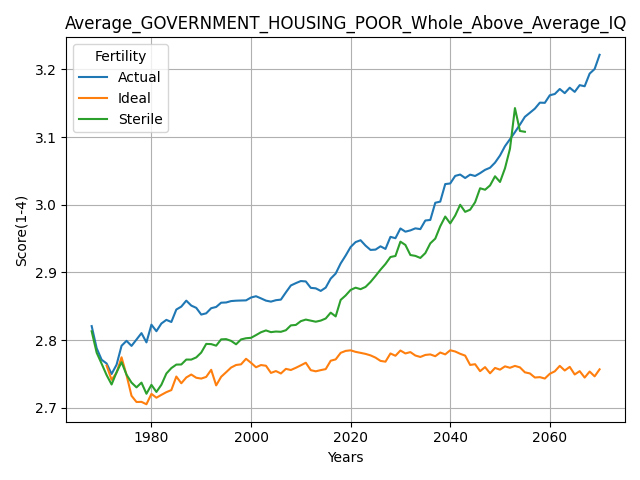 Average_GOVERNMENT_HOUSING_POOR_Whole_Above_Average_IQ
Fertility
Actual
Ideal
Sterile
Score(1-4)
3.2
3.1
3.0
2.9
2.8
2.7
1980
2000
2020
2040
2060
Years